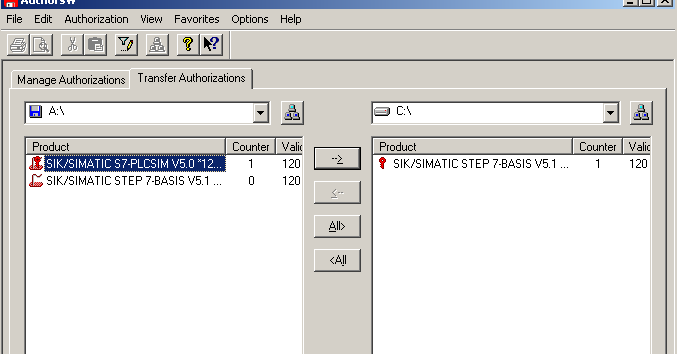 AuthorsW
File Edit Authorization View Favorites Options Help
Manage Authorizations Transfer Authorizations
A:\ C:\
Product Counter Valic Product Counter Valic
SIK/SIMATIC S7-PLCSIM V5.0 *12... 1 120 --> SIK/SIMATIC STEP 7-BASIS V5.1 ... 1 120
SIK/SIMATIC STEP 7-BASIS V5.1 ... 0 120
<--
All>
<All